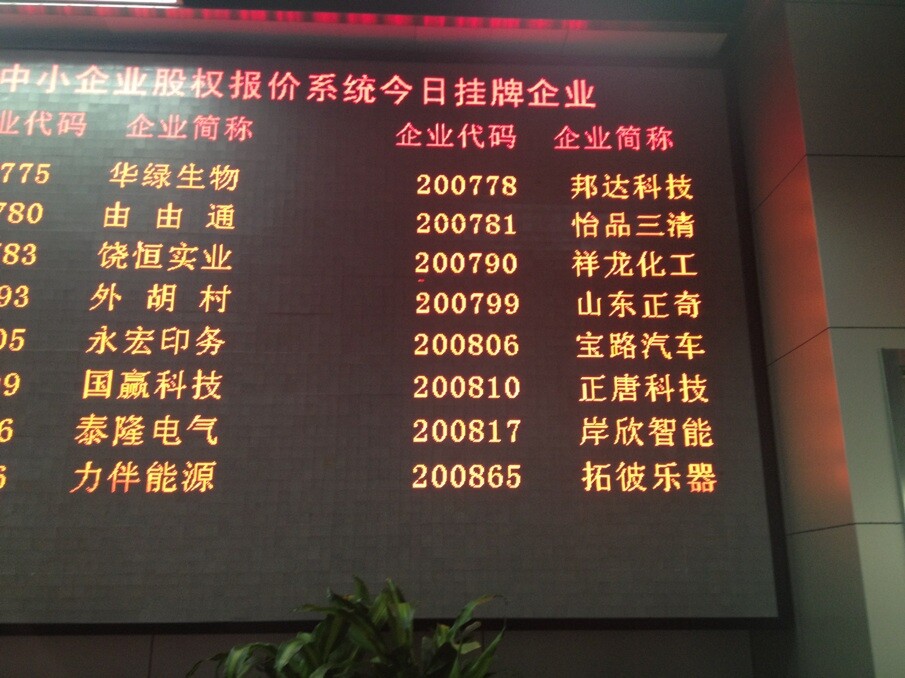 中小企业股权报价系统今日挂牌企业
业代码 企业简称 企业代码 企业简称
775 华绿生物 200778 邦达科技
780 由由通 200781 怡品三清
783 饶恒实业 200790 祥龙化工
93 外胡村 200799 山东正奇
05 永宏印务 200806 宝路汽车
09 国赢科技 200810 正唐科技
6 泰隆电气 200817 岸欣智能
力伴能源 200865 拓彼乐器